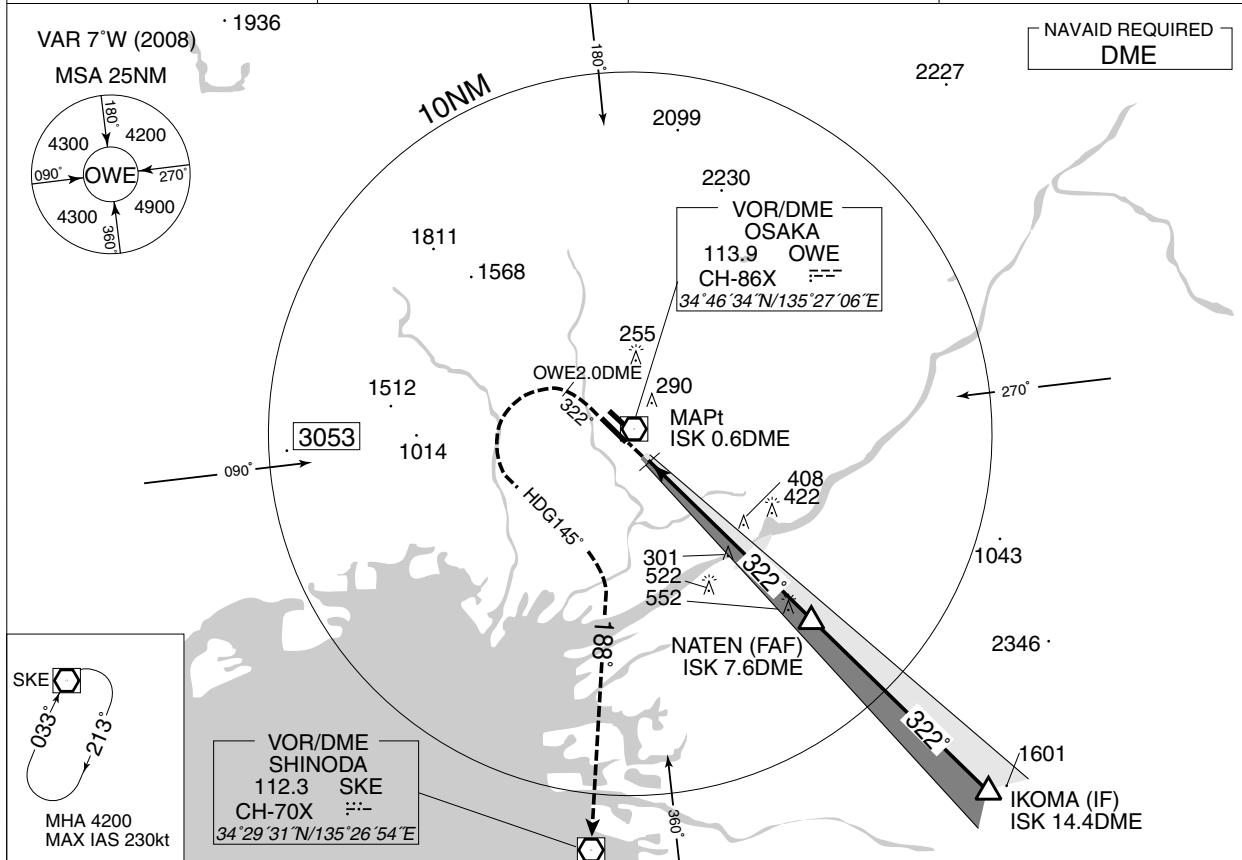 VAR 7°W (2008)
MSA 25NM
180°
4300
4200
090°
OWE
270°
4300
4900
360°
1936
180°
10NM
2099
2230
2227
NAVAID REQUIRED
DME
VOR/DME
OSAKA
113.9 OWE
CH-86X
34°46´34˝N/135°27´06˝E
1811
1568
255
OWE2.0DME
290
322°
1512
1014
3053
090°
270°
MAPt
ISK 0.6DME
408
422
HDG145°
301
522
552
322°
1043
188°
NATEN (FAF)
ISK 7.6DME
2346
322°
1601
IKOMA (IF)
ISK 14.4DME
360°
SKE
033°
213°
MHA 4200
MAX IAS 230kt
VOR/DME
SHINODA
112.3 SKE
CH-70X
34°29´31˝N/135°26´54˝E